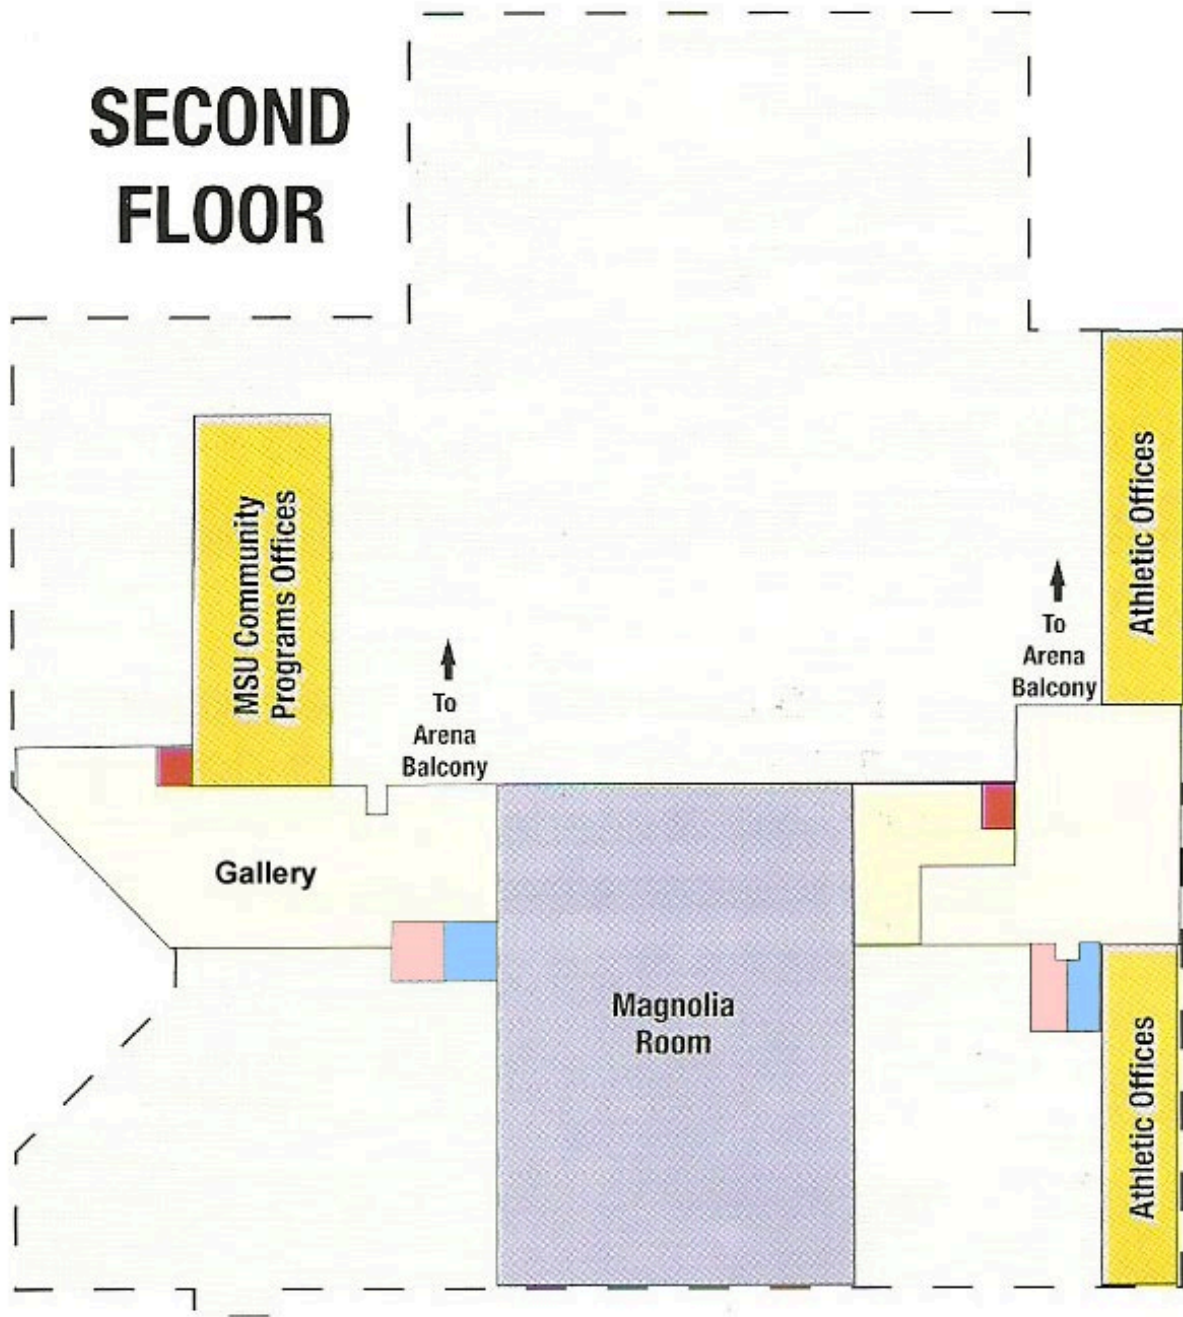 SECOND
FLOOR
MSU Community
Programs Offices
Athletic Offices
To
Arena
Balcony
To
Arena
Balcony
Gallery
Magnolia
Room
Athletic Offices